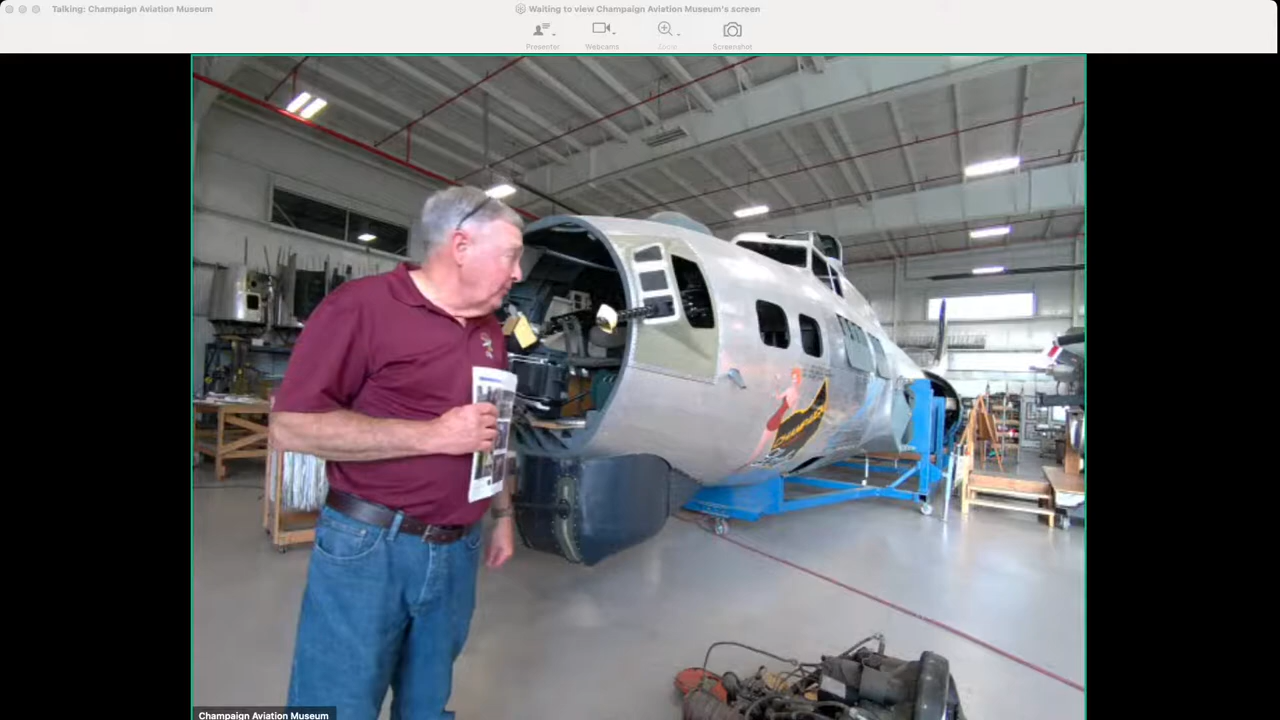 Talking: Champaign Aviation Museum
Waiting to view Champaign Aviation Museum's screen
Presenter
Webcams
Zoom
Screenshot
Champaign Aviation Museum